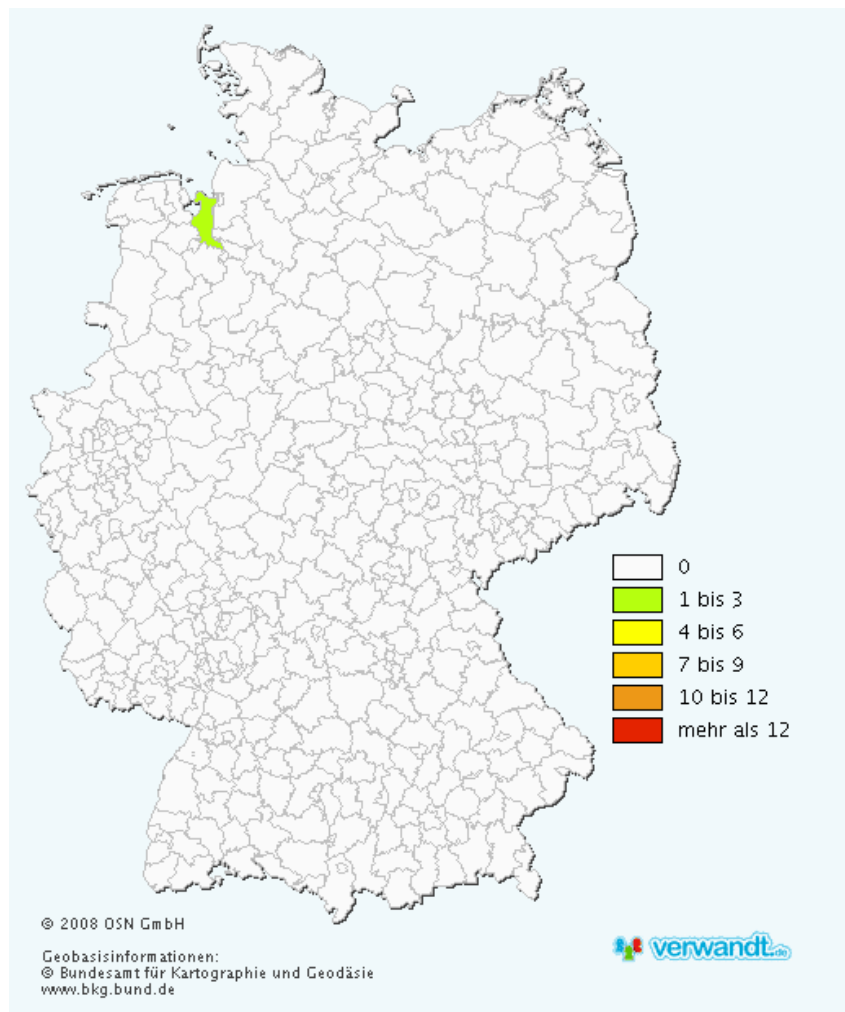 0
1 bis 3
4 bis 6
7 bis 9
10 bis 12
mehr als 12
© 2008 OSN GmbH
Geobasisinformationen:
© Bundesamt für Kartographie und Geodäsie
www.bkg.bund.de
verwandt.de